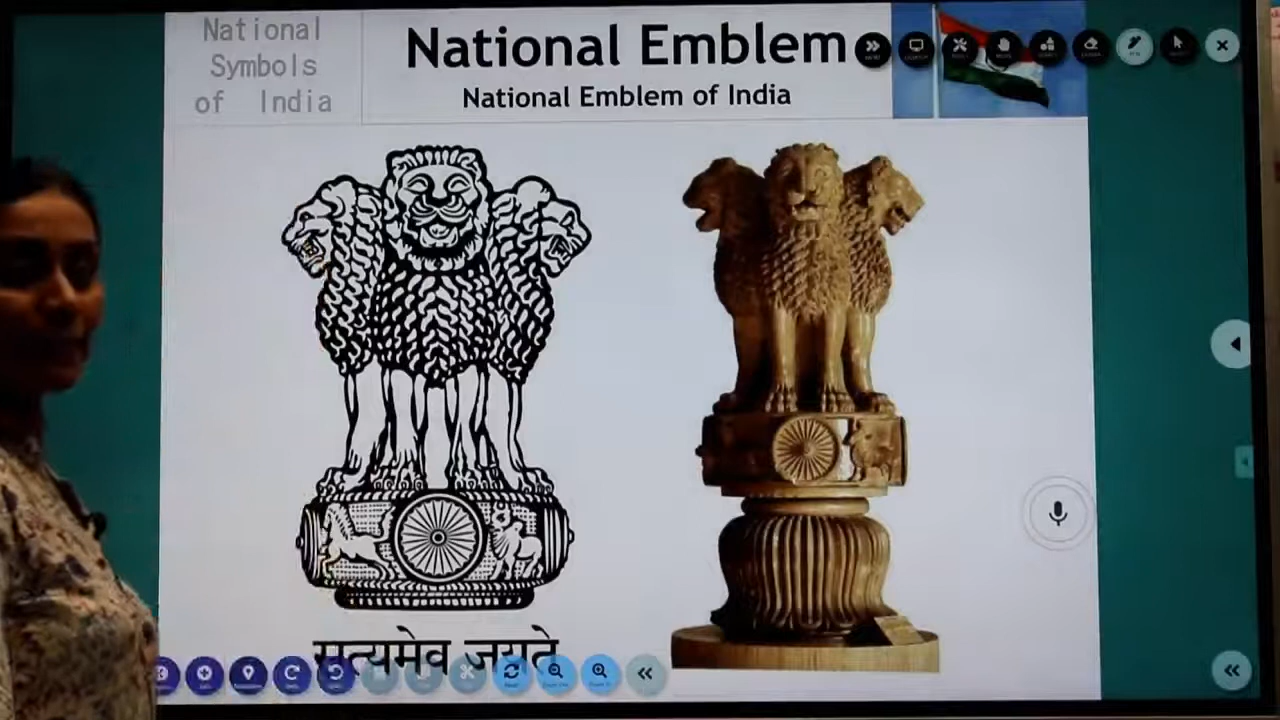 National
Symbols
of India
National Emblem
National Emblem of India
सत्यमेव जयते